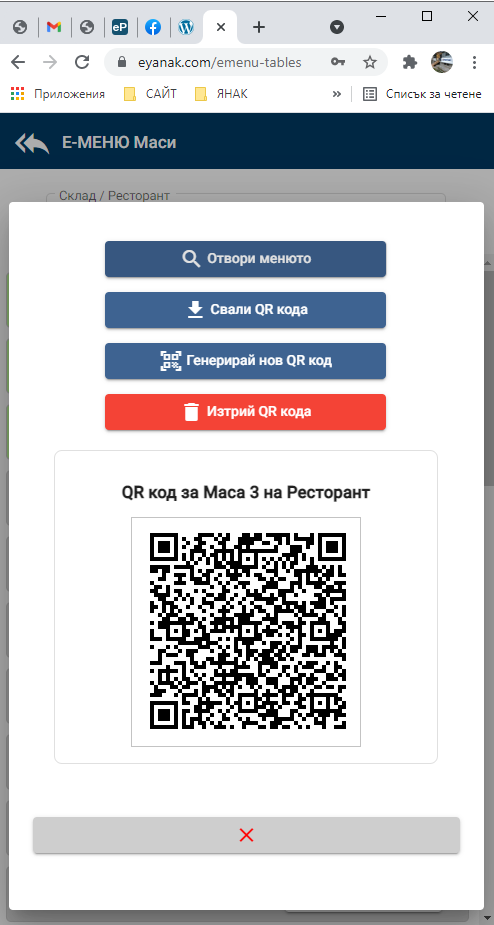 eP
eyanak.com/emenu-tables
Приложения
САЙТ
ЯНАК
»
Списък за четене
Е-МЕНЮ Маси
Склад / Ресторант
Отвори менюто
Свали QR кода
Генерирай нов QR код
Изтрий QR кода
QR код за Маса 3 на Ресторант